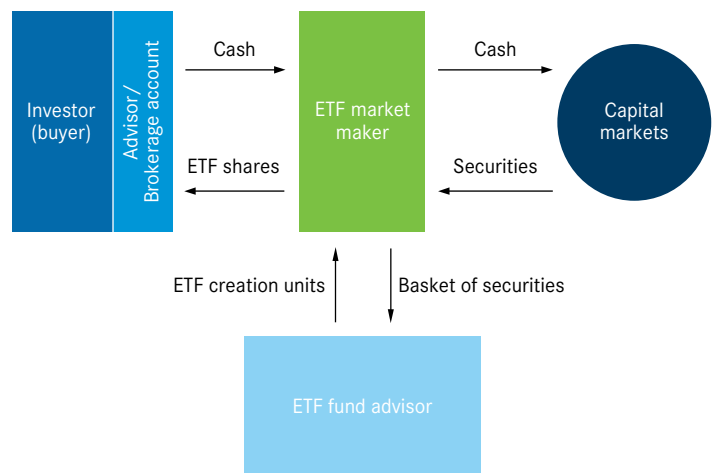 Investor
(buyer)
Advisor/
Brokerage account
Cash
ETF shares
ETF market
maker
Cash
Securities
Capital
markets
ETF creation units
Basket of securities
ETF fund advisor